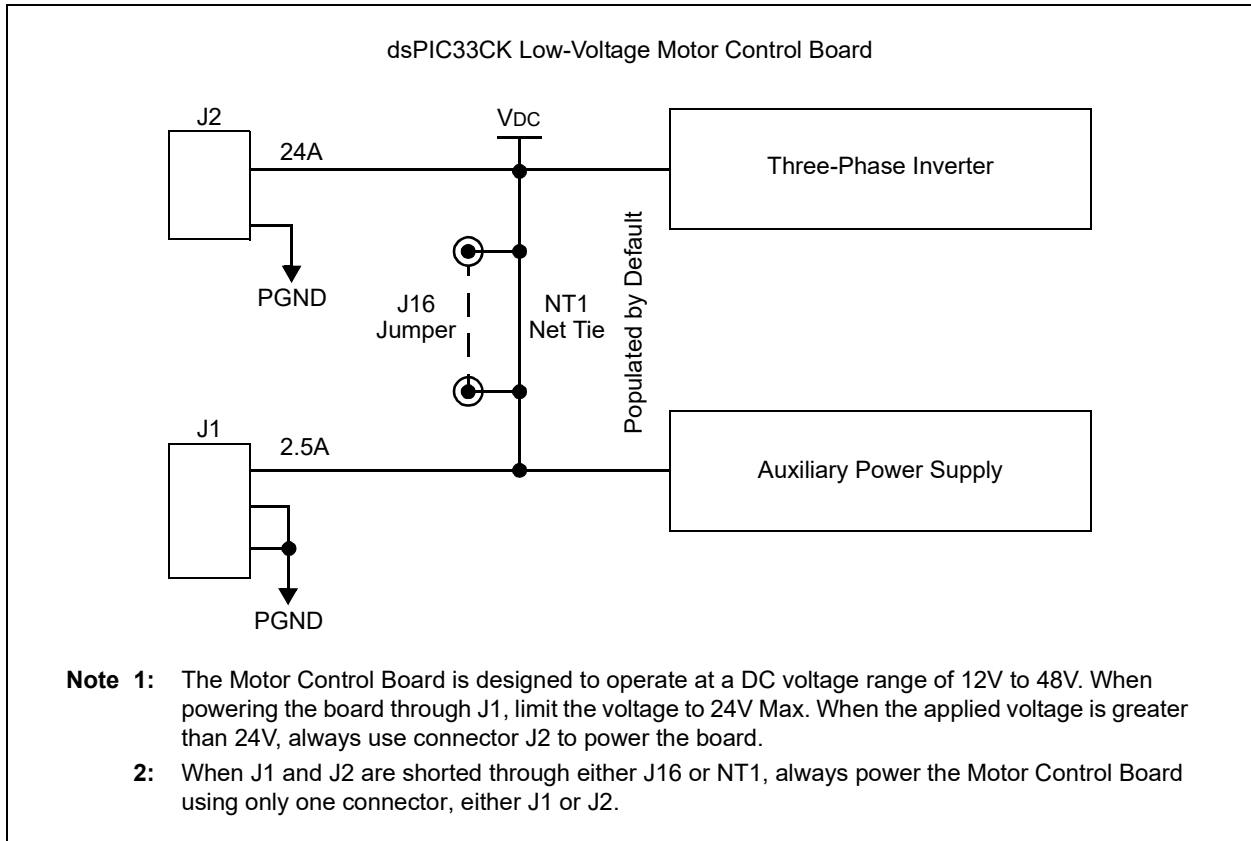 dsPIC33CK Low-Voltage Motor Control Board
J2
24A
PGND
VDC
Three-Phase Inverter
J16
Jumper
NT1
Net Tie
Populated by Default
J1
2.5A
PGND
Auxiliary Power Supply
Note 1: The Motor Control Board is designed to operate at a DC voltage range of 12V to 48V. When
powering the board through J1, limit the voltage to 24V Max. When the applied voltage is greater
than 24V, always use connector J2 to power the board.
2: When J1 and J2 are shorted through either J16 or NT1, always power the Motor Control Board
using only one connector, either J1 or J2.